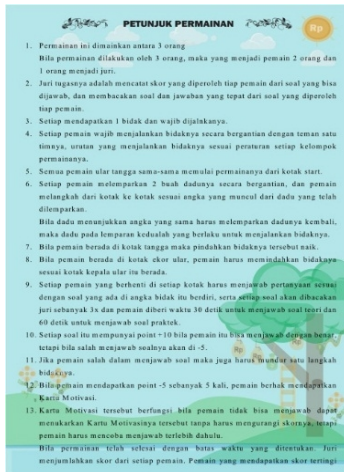 PETUNJUK PERMAINAN
Rp
1. Permainan ini dimainkan antara 3 orang
Bila permainan dilakukan oleh 3 orang, maka yang menjadi pemain 2 orang dan
1 orang menjadi juri.
2. Juri tugasnya adalah mencatat skor yang diperoleh tiap pemain dari soal yang bisa
dijawab, dan membacakan soal dan jawaban yang tepat dari soal yang diperoleh
tiap pemain.
3. Setiap mendapatkan 1 bidak dan wajib dijalnkanya.
4. Setiap pemain wajib menjalankan bidaknya secara bergantian dengan teman satu
timnya, urutan yang menjalankan bidaknya sesuai peraturan setiap kelompok
permainanya.
5. Semua pemain ular tangga sama-sama memulai permainanya dari kotak start.
6. Setiap pemain melemparkan 2 buah dadunya secara bergantian, dan pemain
melangkah dari kotak ke kotak sesuai angka yang muncul dari dadu yang telah
dilemparkan.
Bila dadu menunjukkan angka yang sama harus melemparkan dadunya kembali,
maka dadu pada lemparan kedualah yang berlaku untuk menjalankan bidaknya.
7. Bila pemain berada di kotak tangga maka pindahkan bidaknya tersebut naik.
8. Bila pemain berada di kotak ekor ular, pemain harus memindahkan bidaknya
sesuai kotak kepala ular itu berada.
9. Setiap pemain yang berhenti di setiap kotak harus menjawab pertanyaan sesuai
dengan soal yang ada di angka bidak itu berdiri, serta setiap soal akan dibacakan
juri sebanyak 3x dan pemain diberi waktu 30 detik untuk menjawab soal teori dan
60 detik untuk menjawab soal praktek.
10. Setiap soal itu mempunyai point +10 bila pemain itu bisa menjawab dengan benar,
tetapi bila salah menjawab soalnya akan di -5.
11. Jika pemain salah dalam menjawab soal maka juga harus mundur satu langkah
bidaknya.
12. Bila pemain mendapatkan point -5 sebanyak 5 kali, pemain berhak mendapatkan
Kartu Motivasi.
13. Kartu Motivasi tersebut berfungsi bila pemain tidak bisa menjawab dapat
menukarkan Kartu Motivasinya tersebut tanpa harus mengurangi skornya, tetapi
pemain harus mencoba menjawab terlebih dahulu.
Bila permainan telah selesai dengan batas waktu yang ditentukan. Juri
menjumlahkan skor dari setiap pemain. Pemain yang mendapatkan skor tertinggi